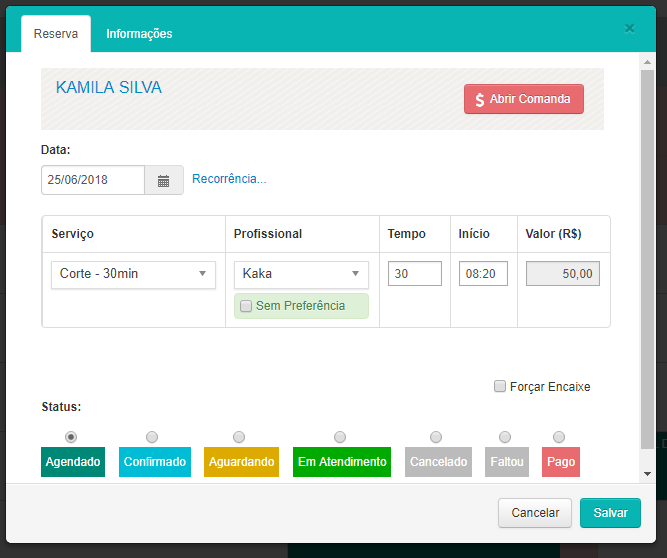 Reserva Informações ×
KAMILA SILVA
$ Abrir Comanda
Data:
25/06/2018 Recorrência...
Serviço Profissional Tempo Início Valor (R$)
Corte - 30min Kaka 30 08:20 50,00
Sem Preferência
Forçar Encaixe
Status:
Agendado Confirmado Aguardando Em Atendimento Cancelado Faltou Pago
Cancelar Salvar